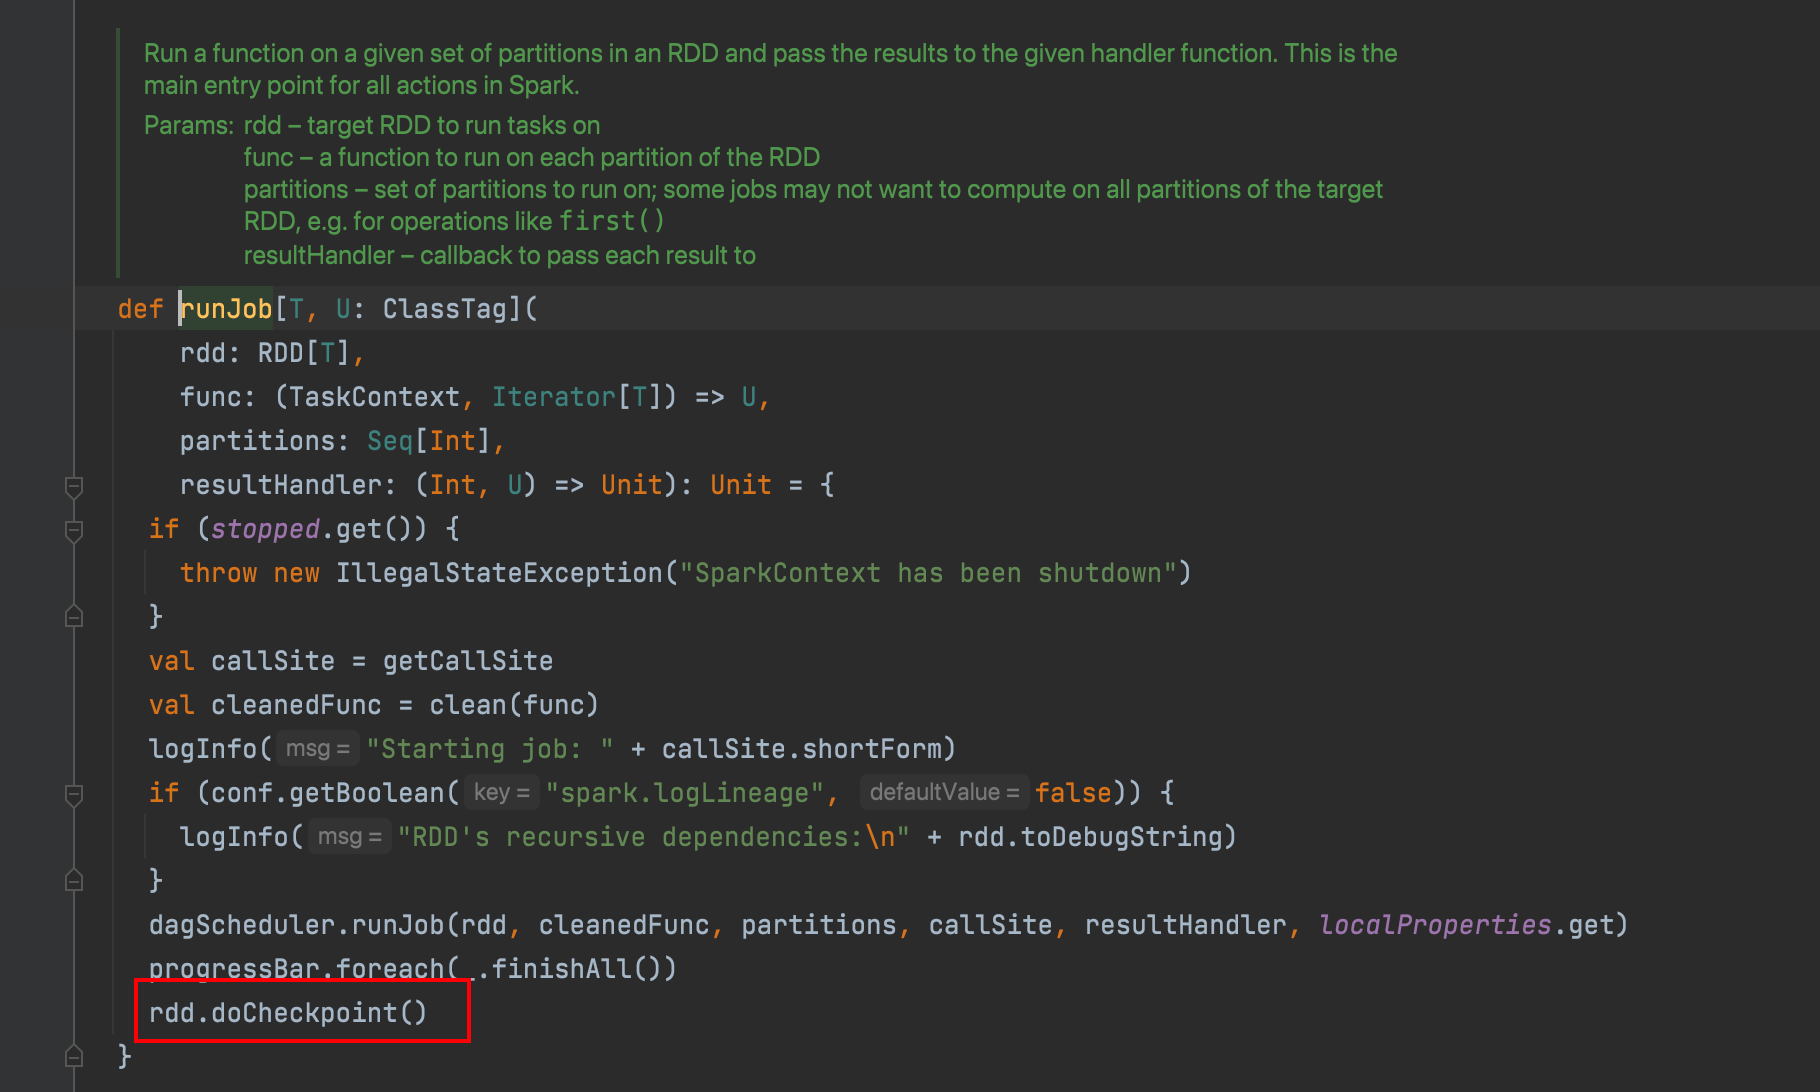 Run a function on a given set of partitions in an RDD and pass the results to the given handler function. This is the
main entry point for all actions in Spark.
Params: rdd – target RDD to run tasks on
func – a function to run on each partition of the RDD
partitions – set of partitions to run on; some jobs may not want to compute on all partitions of the target
RDD, e.g. for operations like first()
resultHandler – callback to pass each result to
def runJob[T, U: ClassTag](
rdd: RDD[T],
func: (TaskContext, Iterator[T]) => U,
partitions: Seq[Int],
resultHandler: (Int, U) => Unit): Unit = {
if (stopped.get()) {
throw new IllegalStateException("SparkContext has been shutdown")
}
val callSite = getCallSite
val cleanedFunc = clean(func)
logInfo( msg = "Starting job: " + callSite.shortForm)
if (conf.getBoolean( key = "spark.logLineage", defaultValue = false)) {
logInfo( msg = "RDD's recursive dependencies:\n" + rdd.toDebugString)
}
dagScheduler.runJob(rdd, cleanedFunc, partitions, callSite, resultHandler, localProperties.get)
progressBar.foreach(_.finishAll())
rdd.doCheckpoint()
}